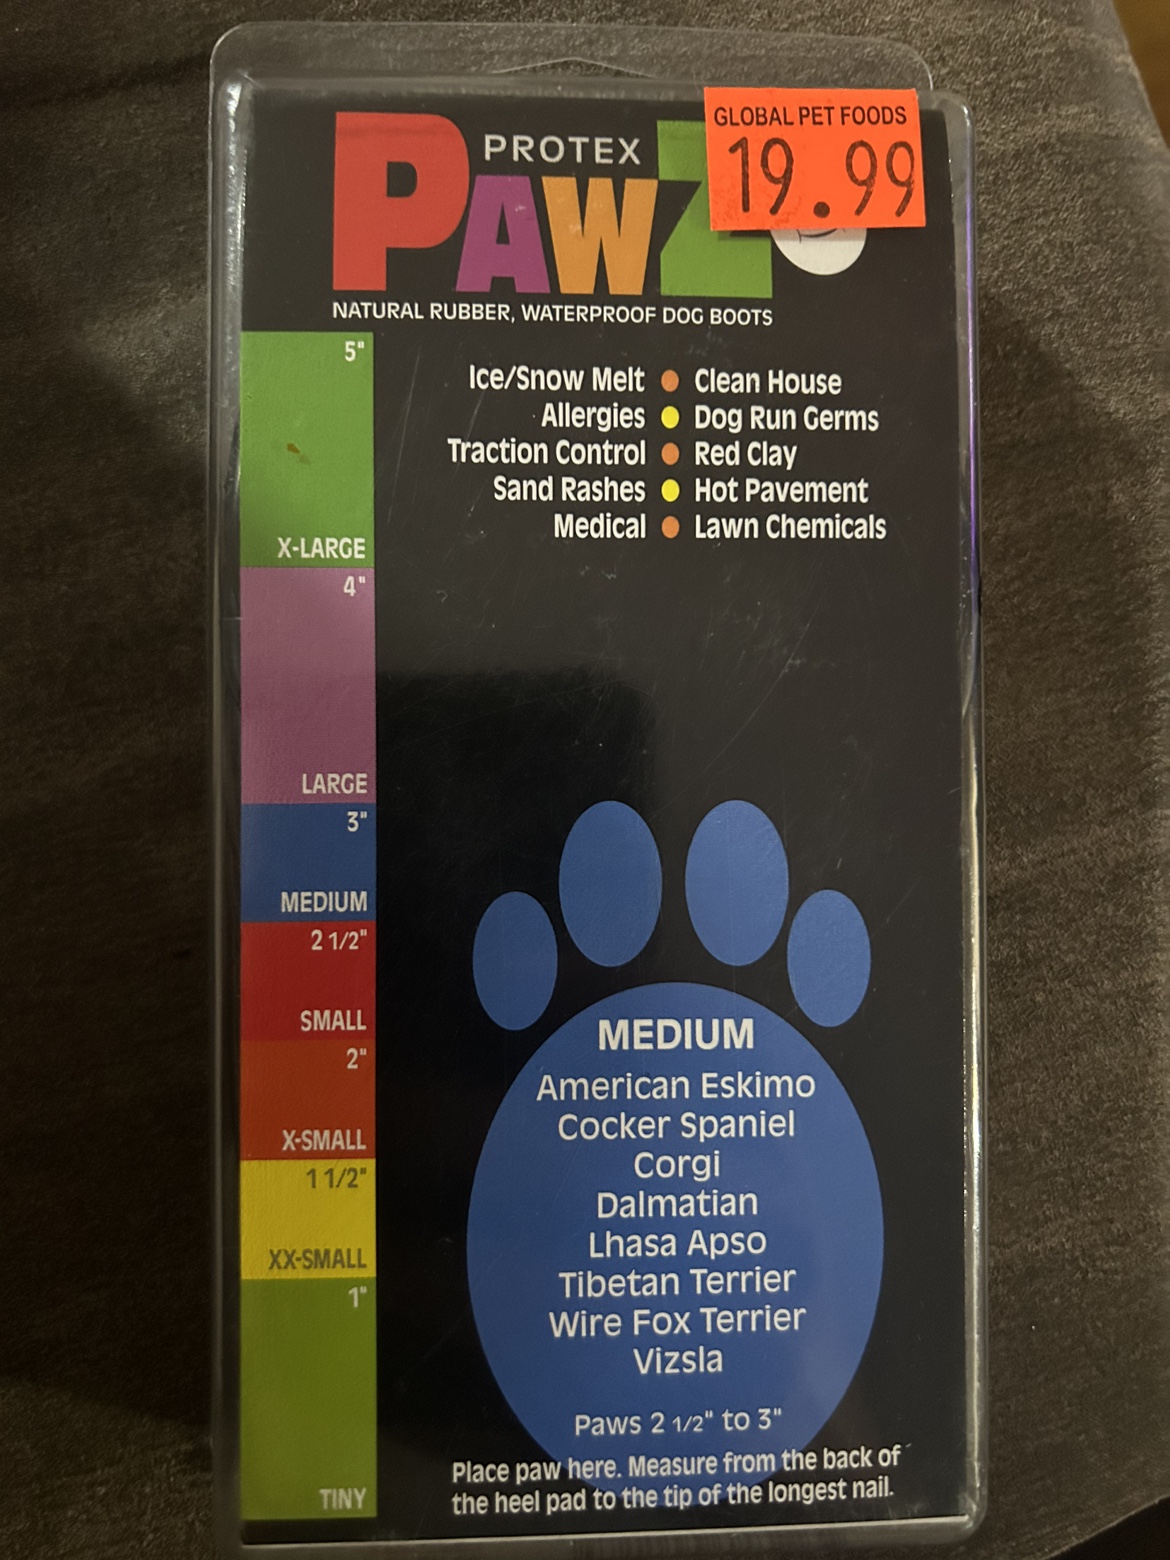 GLOBAL PET FOODS
19.99
PROTEX
PAWZ
NATURAL RUBBER, WATERPROOF DOG BOOTS
Ice/Snow Melt Clean House
Allergies Dog Run Germs
Traction Control Red Clay
Sand Rashes Hot Pavement
Medical Lawn Chemicals
5"
X-LARGE
4"
LARGE
3"
MEDIUM
2 1/2"
SMALL
2"
X-SMALL
1 1/2"
XX-SMALL
1"
TINY
MEDIUM
American Eskimo
Cocker Spaniel
Corgi
Dalmatian
Lhasa Apso
Tibetan Terrier
Wire Fox Terrier
Vizsla
Paws 2 1/2" to 3"
Place paw here. Measure from the back of
the heel pad to the tip of the longest nail.